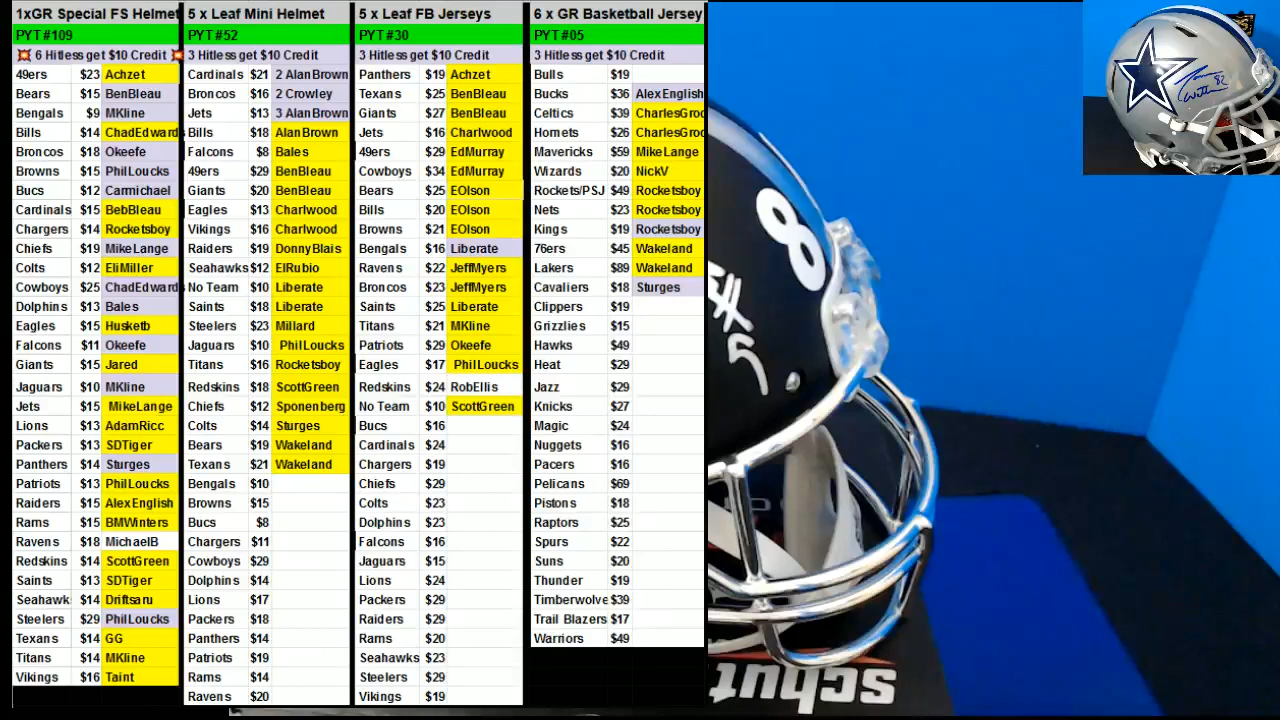 1xGR Special FS Helmet
PYT #109
6 Hitless get $10 Credit
49ers $23 Achzet
Bears $15 BenBleau
Bengals $9 MKline
Bills $14 ChadEdwards
Broncos $18 Okeefe
Browns $15 PhilLoucks
Bucs $12 Carmichael
Cardinals $15 BebBleau
Chargers $14 Rocketsboy
Chiefs $19 MikeLange
Colts $12 EliMiller
Cowboys $25 ChadEdwards
Dolphins $13 Bales
Eagles $15 Husketb
Falcons $11 Okeefe
Giants $15 Jared
Jaguars $10 MKline
Jets $15 MikeLange
Lions $13 AdamRicc
Packers $13 SDTiger
Panthers $14 Sturges
Patriots $13 PhilLoucks
Raiders $15 AlexEnglish
Rams $15 BMWinters
Ravens $18 MichaelB
Redskins $14 ScottGreen
Saints $13 SDTiger
Seahawk $14 Driftsaru
Steelers $29 PhilLoucks
Texans $14 GG
Titans $14 MKline
Vikings $16 Taint
5 x Leaf Mini Helmet
PYT #52
3 Hitless get $10 Credit
Cardinals $21 2 AlanBrown
Broncos $16 2 Crowley
Jets $13 3 AlanBrown
Bills $18 AlanBrown
Falcons $8 Bales
49ers $29 BenBleau
Giants $20 BenBleau
Eagles $13 Charlwood
Vikings $16 Charlwood
Raiders $19 DonnyBlais
Seahawks $12 ElRubio
No Team $10 Liberate
Saints $18 Liberate
Steelers $23 Millard
Jaguars $10 PhilLoucks
Titans $16 Rocketsboy
Redskins $18 ScottGreen
Chiefs $12 Sponenberg
Colts $14 Sturges
Bears $19 Wakeland
Texans $21 Wakeland
Bengals $10
Browns $15
Bucs $8
Chargers $11
Cowboys $29
Dolphins $14
Lions $17
Packers $18
Panthers $14
Patriots $19
Rams $14
Ravens $20
5 x Leaf FB Jerseys
PYT #30
3 Hitless get $10 Credit
Panthers $19 Achzet
Texans $25 BenBleau
Giants $27 BenBleau
Jets $16 Charlwood
49ers $29 EdMurray
Cowboys $34 EdMurray
Bears $25 EOlson
Bills $20 EOlson
Browns $21 EOlson
Bengals $16 Liberate
Ravens $22 JeffMyers
Broncos $23 JeffMyers
Saints $25 Liberate
Titans $21 MKline
Patriots $29 Okeefe
Eagles $17 PhilLoucks
Redskins $24 RobEllis
No Team $10 ScottGreen
Bucs $16
Cardinals $24
Chargers $19
Chiefs $29
Colts $23
Dolphins $23
Falcons $16
Jaguars $15
Lions $24
Packers $29
Raiders $29
Rams $20
Seahawks $23
Steelers $29
Vikings $19
6 x GR Basketball Jersey
PYT #05
3 Hitless get $10 Credit
Bulls $19
Bucks $36 AlexEnglish
Celtics $39 CharlesGroo
Hornets $26 CharlesGroo
Mavericks $59 MikeLange
Wizards $20 NickV
Rockets/PSJ $49 Rocketsboy
Nets $23 Rocketsboy
Kings $19 Rocketsboy
76ers $45 Wakeland
Lakers $89 Wakeland
Cavaliers $18 Sturges
Clippers $19
Grizzlies $15
Hawks $49
Heat $29
Jazz $29
Knicks $27
Magic $24
Nuggets $16
Pacers $16
Pelicans $69
Pistons $18
Raptors $25
Spurs $22
Suns $20
Thunder $19
Timberwolve $39
Trail Blazers $17
Warriors $49
8
#5
schut
82